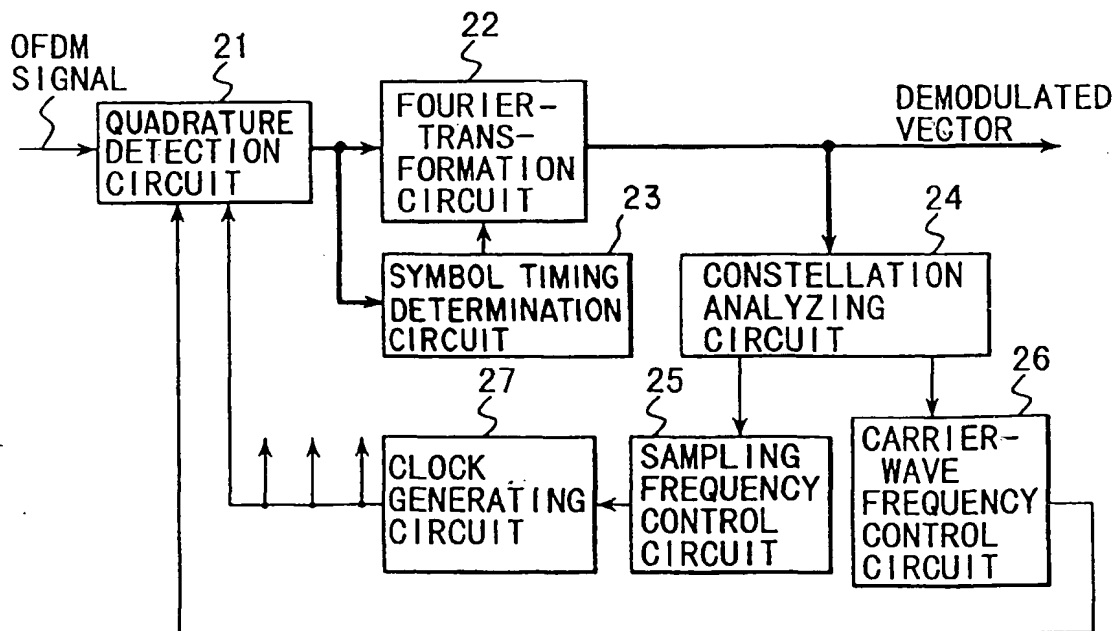 OFDM
SIGNAL
21
QUADRATURE
DETECTION
CIRCUIT
22
FOURIER-
TRANS-
FORMATION
CIRCUIT
DEMODULATED
VECTOR
23
SYMBOL TIMING
DETERMINATION
CIRCUIT
24
CONSTELLATION
ANALYZING
CIRCUIT
27
CLOCK
GENERATING
CIRCUIT
25
SAMPLING
FREQUENCY
CONTROL
CIRCUIT
26
CARRIER-
WAVE
FREQUENCY
CONTROL
CIRCUIT